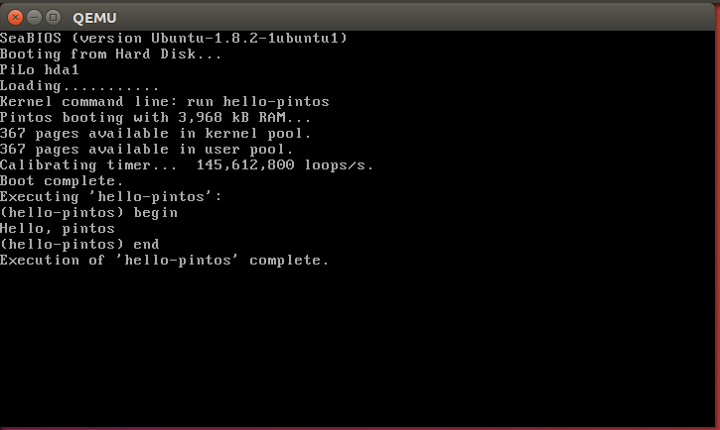 QEMU
SeaBIOS (version Ubuntu-1.8.2-1ubuntu1)
Booting from Hard Disk...
PiLo hda1
Loading...........
Kernel command line: run hello-pintos
Pintos booting with 3,968 kB RAM...
367 pages available in kernel pool.
367 pages available in user pool.
Calibrating timer...  145,612,800 loops/s.
Boot complete.
Executing 'hello-pintos':
(hello-pintos) begin
Hello, pintos
(hello-pintos) end
Execution of 'hello-pintos' complete.